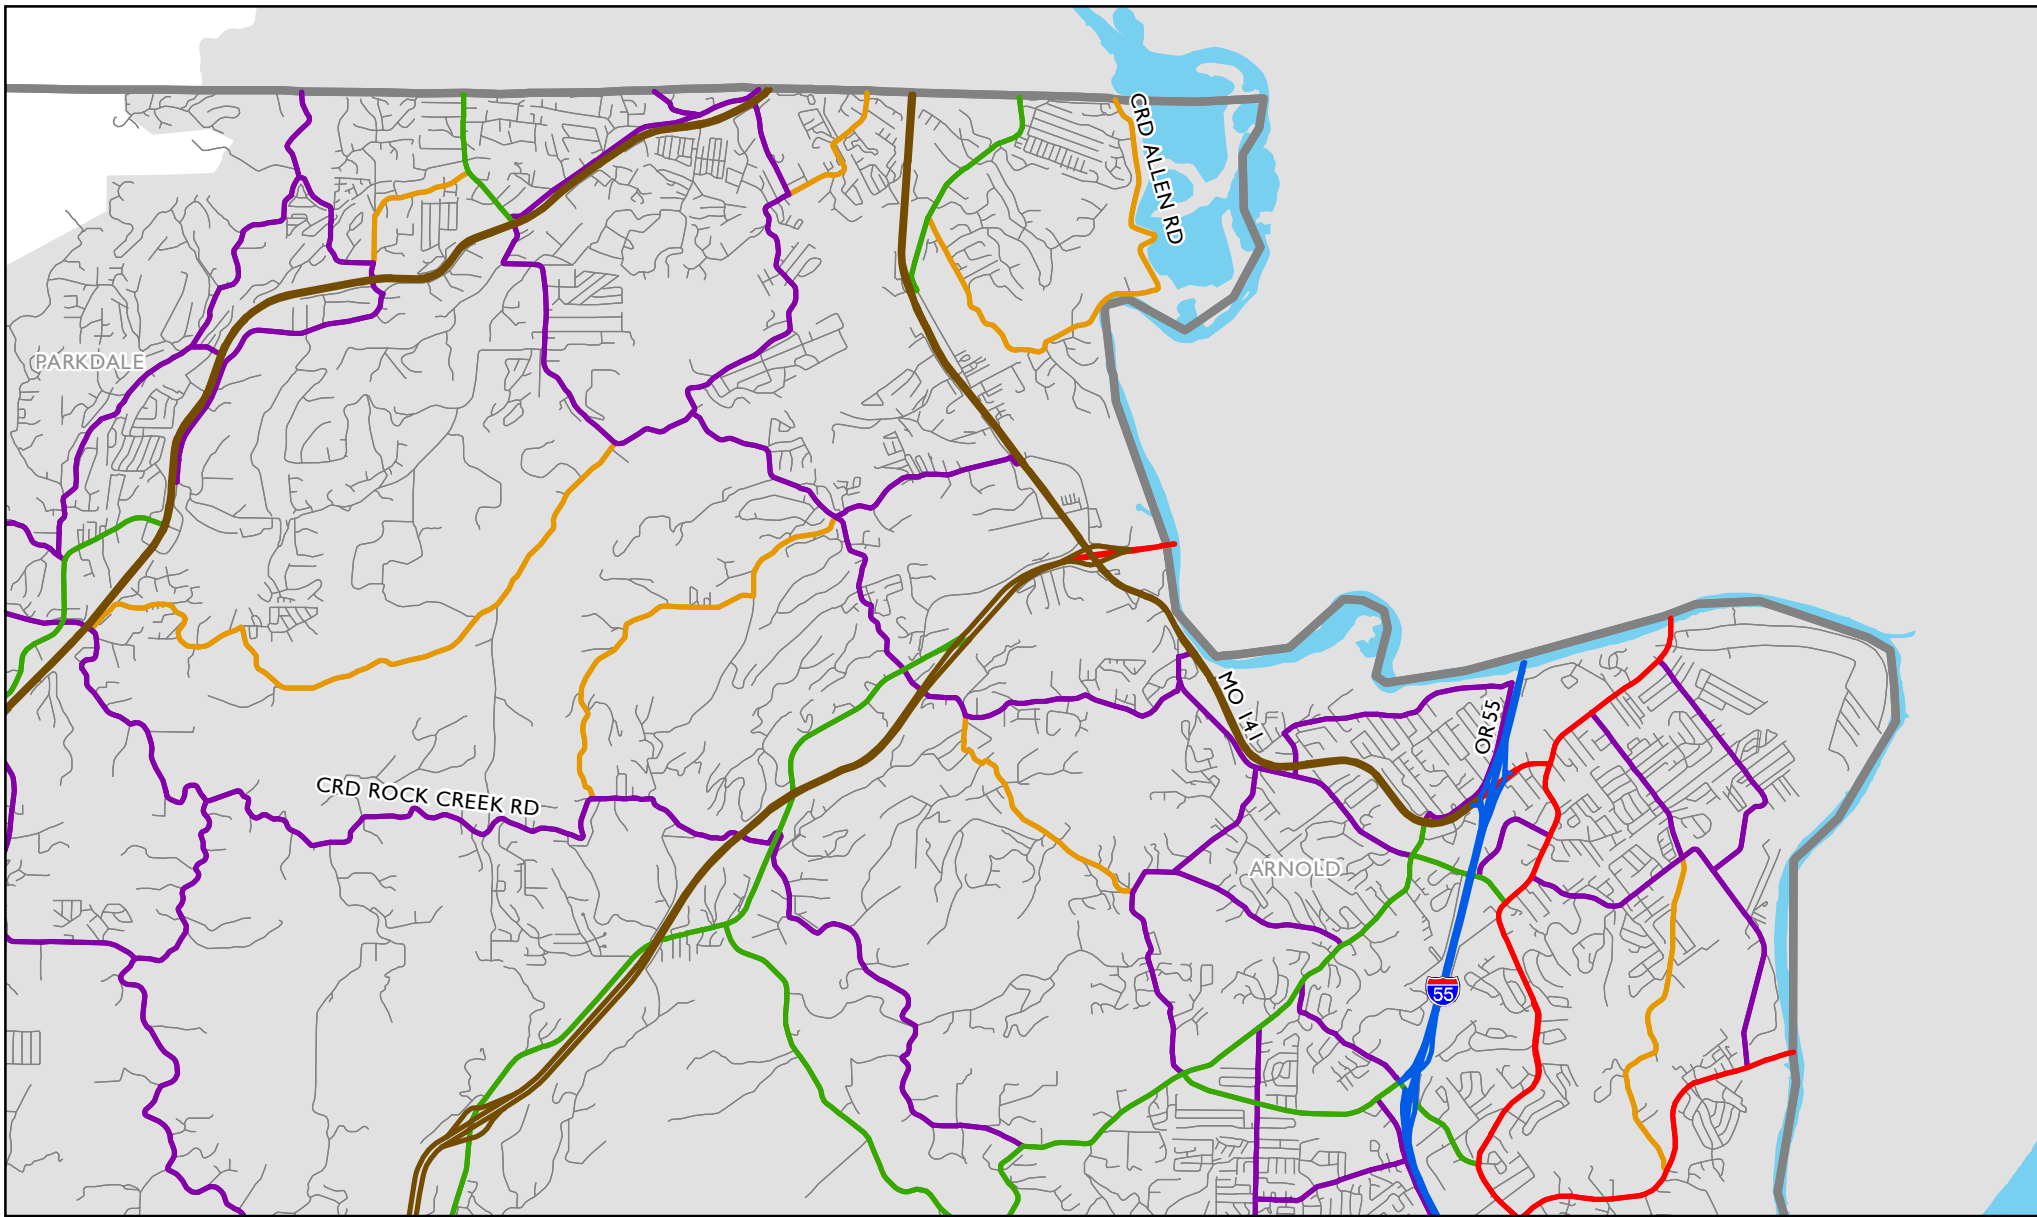 CRD ALLEN RD
PARKDALE
MO 141
OR 55
CRD ROCK CREEK RD
ARNOLD
55